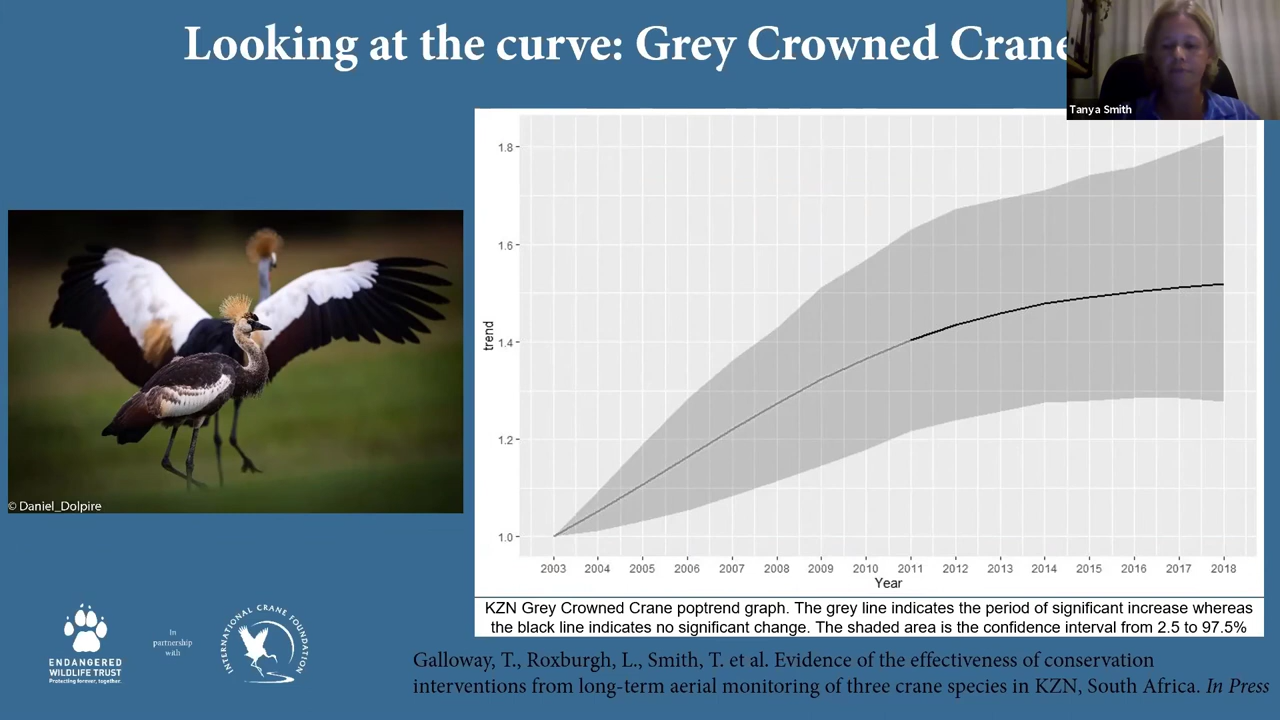 Looking at the curve: Grey Crowned Crane
Tanya Smith
© Daniel_Dolpire
trend
1.8
1.6
1.4
1.2
1.0
2003 2004 2005 2006 2007 2008 2009 2010 2011 2012 2013 2014 2015 2016 2017 2018
Year
KZN Grey Crowned Crane poptrend graph. The grey line indicates the period of significant increase whereas
the black line indicates no significant change. The shaded area is the confidence interval from 2.5 to 97.5%
ENDANGERED
WILDLIFE TRUST
Protecting forever, together.
In
partnership
with
INTERNATIONAL CRANE FOUNDATION
Galloway, T., Roxburgh, L., Smith, T. et al. Evidence of the effectiveness of conservation
interventions from long-term aerial monitoring of three crane species in KZN, South Africa. In Press